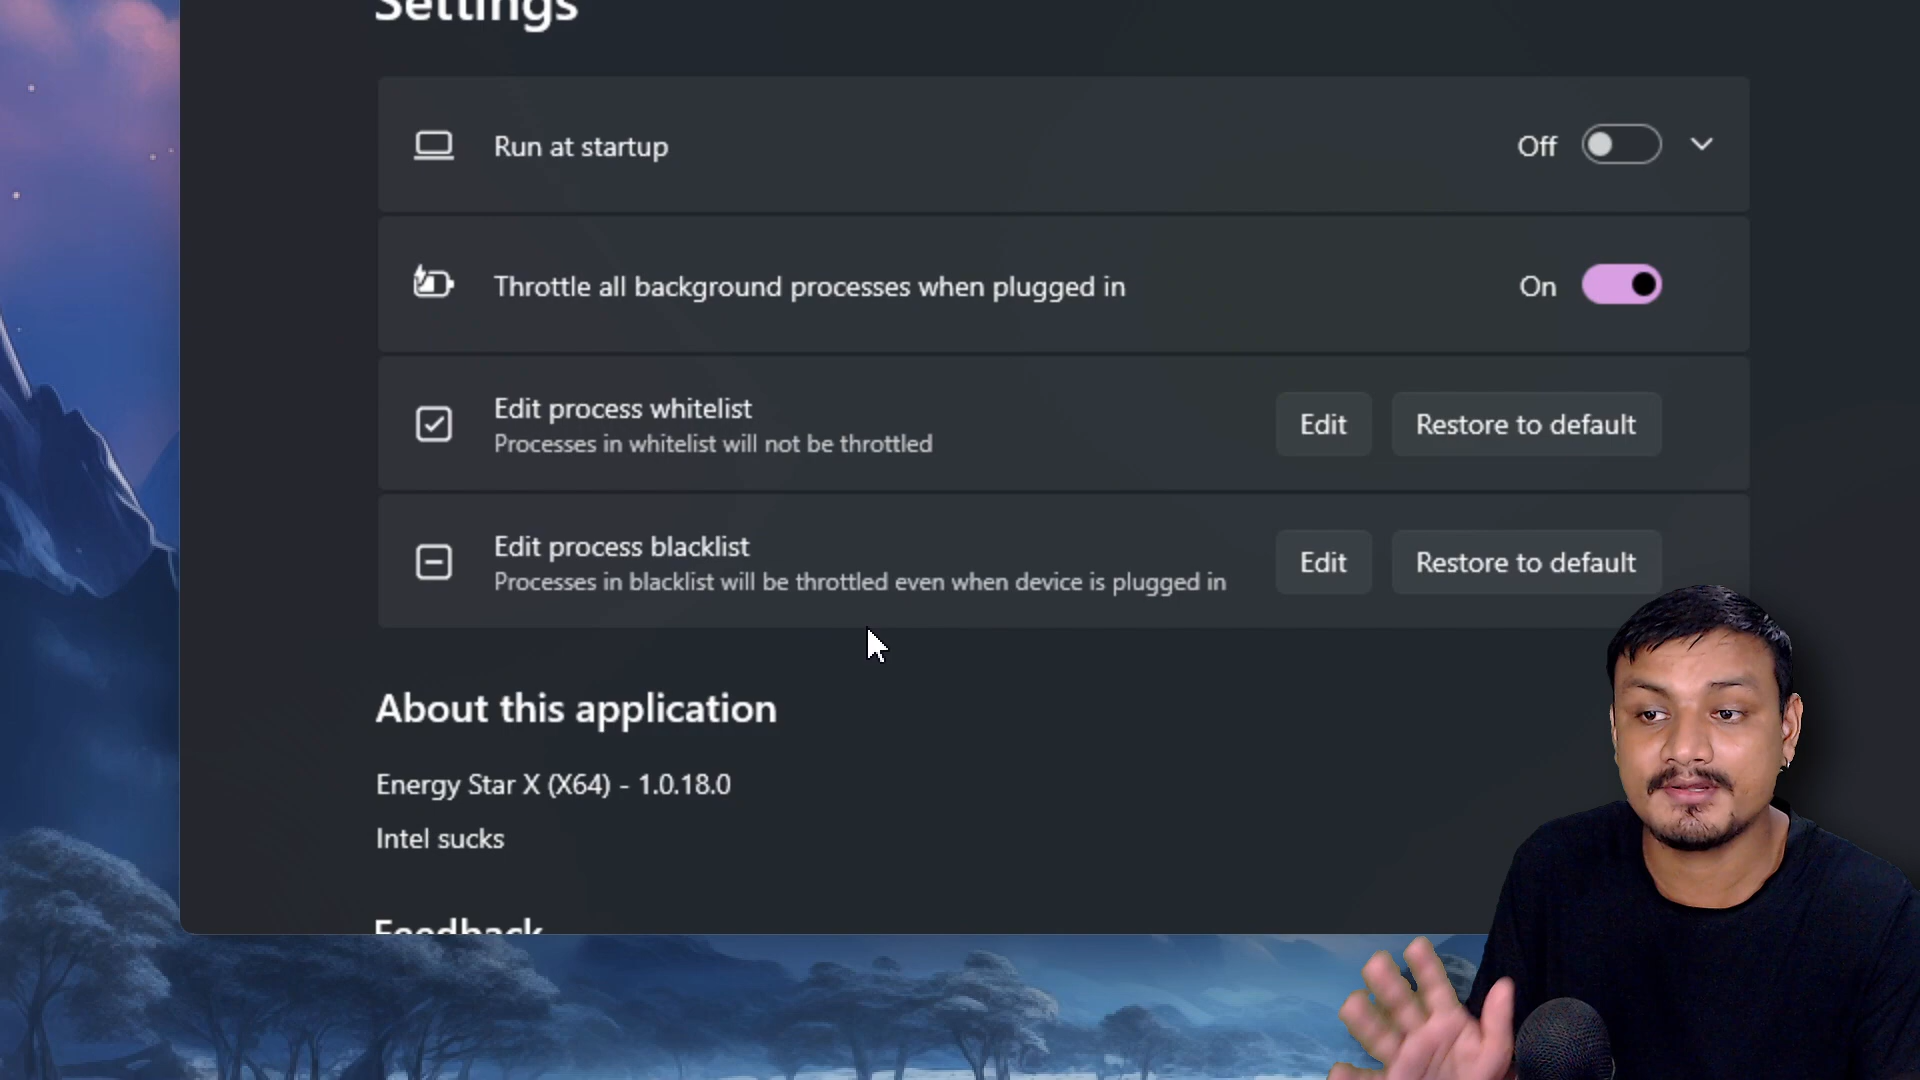 Settings
Run at startup
Off
Throttle all background processes when plugged in
On
Edit process whitelist
Processes in whitelist will not be throttled
Edit
Restore to default
Edit process blacklist
Processes in blacklist will be throttled even when device is plugged in
Edit
Restore to default
About this application
Energy Star X (X64) - 1.0.18.0
Intel sucks
Feedback